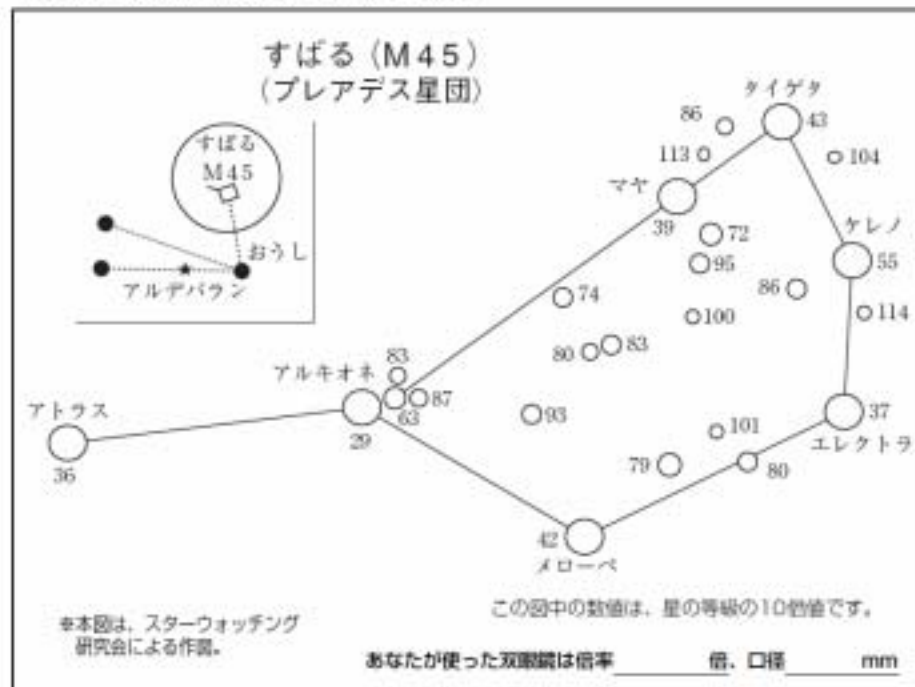 すばる（M45）
（プレアデス星団）
すばる
M45
おうし
アルデバラン
タイゲタ
86
43
113
104
マヤ
39
72
ケレノ
95
55
86
74
100
114
80
83
83
アルキオネ
87
63
アトラス
29
93
37
101
エレクトラ
36
79
80
42
メローペ
この図中の数値は、星の等級の10倍値です。
※本図は、スターウォッチング
研究会による作図。
あなたが使った双眼鏡は倍率　　　倍、口径　　　mm